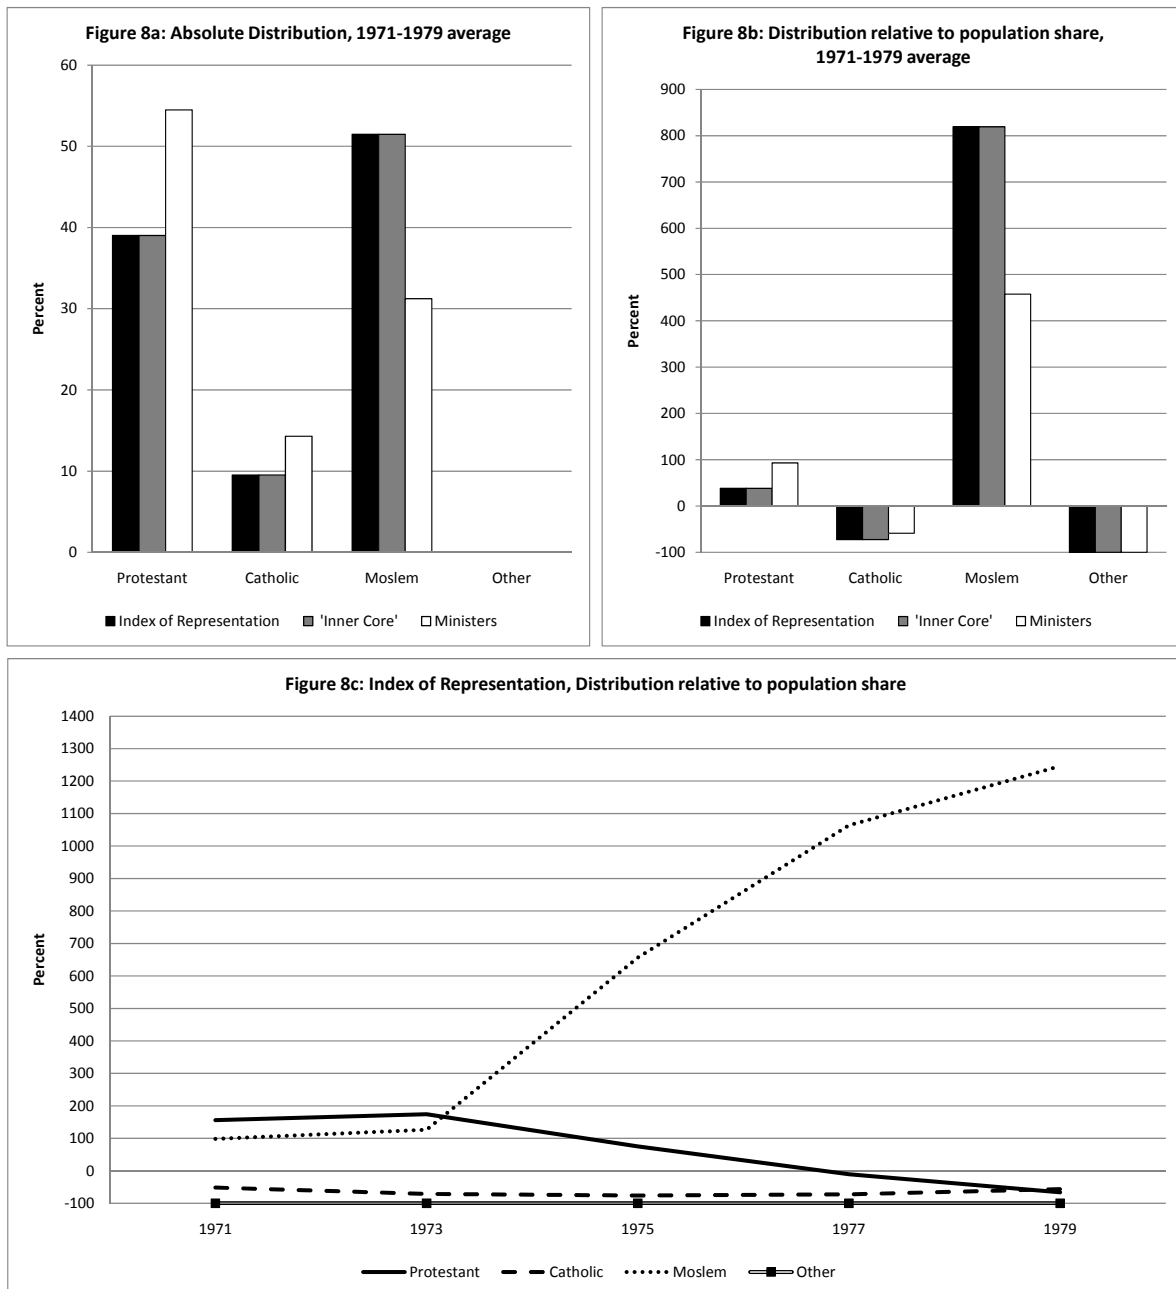 Figure 8a: Absolute Distribution, 1971-1979 average
60
50
40
30
20
10
0
Percent
Protestant Catholic Moslem Other
Index of Representation 'Inner Core' Ministers
Figure 8b: Distribution relative to population share,
1971-1979 average
900
800
700
600
500
400
300
200
100
0
-100
Percent
Protestant Catholic Moslem Other
Index of Representation 'Inner Core' Ministers
Figure 8c: Index of Representation, Distribution relative to population share
1400
1300
1200
1100
1000
900
800
700
600
500
400
300
200
100
0
-100
Percent
1971 1973 1975 1977 1979
Protestant Catholic Moslem Other